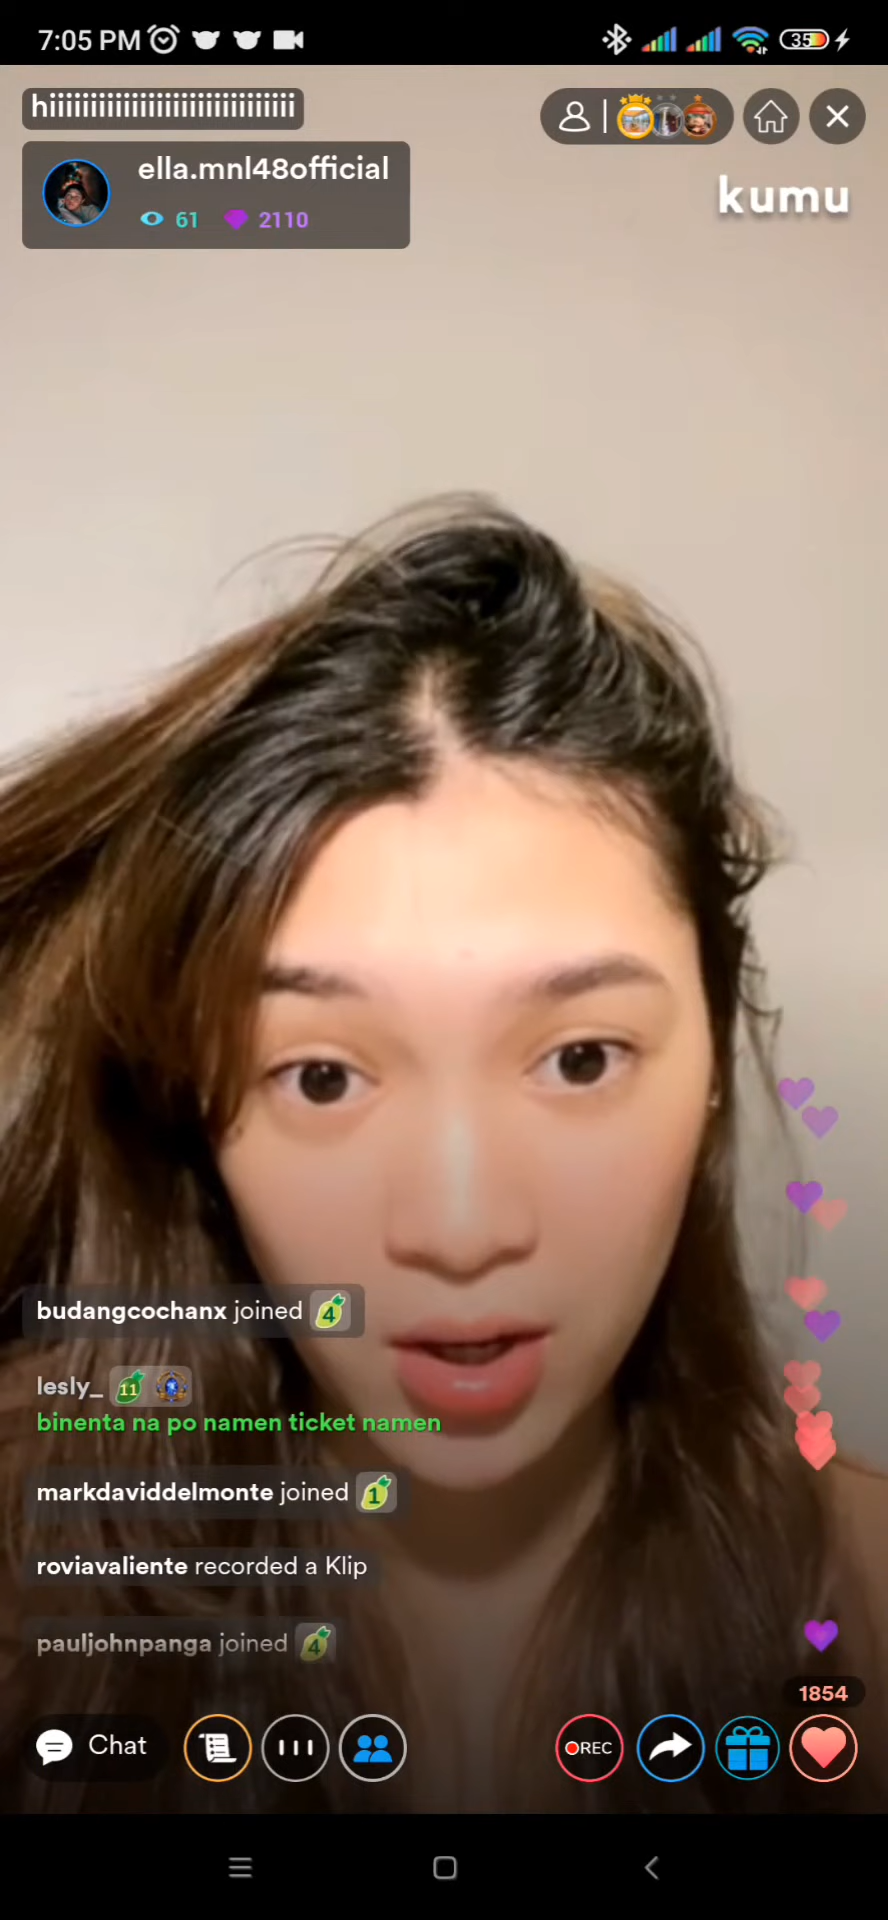 7:05 PM
35
hiiiiiiiiiiiiiiiiiiiiiiiiiiiiii
ella.mnl48official
61 2110
kumu
budangcochanx joined 4
lesly_ 11
binenta na po namen ticket namen
markdaviddelmonte joined 1
roviavaliente recorded a Klip
pauljohnpanga joined 4
1854
Chat
REC